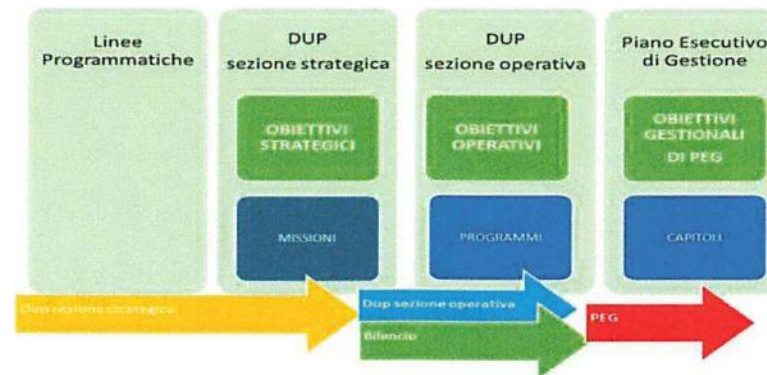 Linee
Programmatiche
DUP
sezione strategica
DUP
sezione operativa
Piano Esecutivo
di Gestione
OBIETTIVI
STRATEGICI
OBIETTIVI
OPERATIVI
OBIETTIVI
GESTIONALI
DI PEG
MISSIONI
PROGRAMMI
CAPITOLI
Dup sezione strategica
Dup sezione operativa
Bilancio
PEG